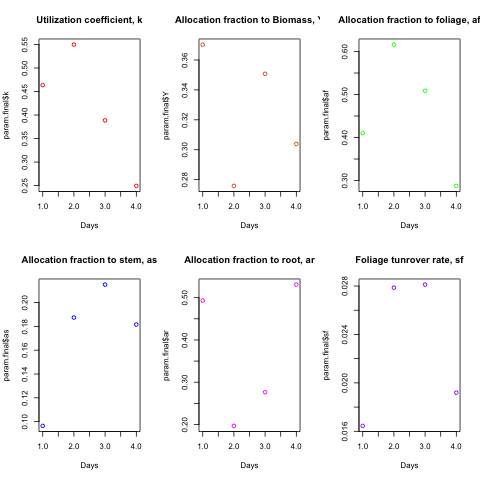 Utilization coefficient, k
param.final$k
0.25 0.30 0.35 0.40 0.45 0.50 0.55
1.0 2.0 3.0 4.0
Days
Allocation fraction to Biomass,
param.final$Y
0.28 0.30 0.32 0.36
1.0 2.0 3.0 4.0
Days
Allocation fraction to foliage, af
param.final$af
0.30 0.40 0.50 0.60
1.0 2.0 3.0 4.0
Days
Allocation fraction to stem, as
param.final$as
0.10 0.12 0.14 0.16 0.20
1.0 2.0 3.0 4.0
Days
Allocation fraction to root, ar
param.final$ar
0.20 0.30 0.40 0.50
1.0 2.0 3.0 4.0
Days
Foliage tunrover rate, sf
param.final$sf
0.016 0.020 0.024 0.028
1.0 2.0 3.0 4.0
Days